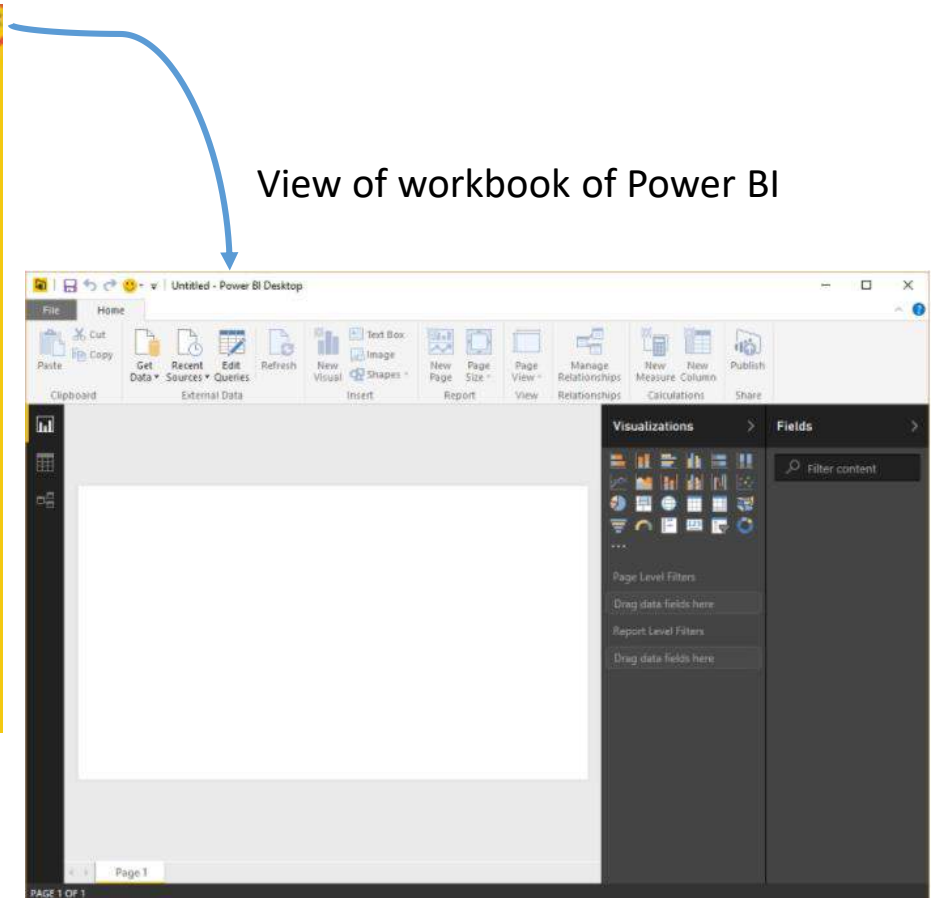 View of workbook of Power BI
Untitled - Power BI Desktop
File Home
Paste
Cut
Copy
Clipboard
Get Data
Recent Sources
Edit Queries
Refresh
External Data
New Visual
Text Box
Image
Shapes
Insert
New Page
Page Size
Report
Page View
View
Manage Relationships
Relationships
New Measure
New Column
Calculations
Publish
Share
Visualizations
Page Level Filters
Drag data fields here
Report Level Filters
Drag data fields here
Fields
Filter content
Page 1
PAGE 1 OF 1